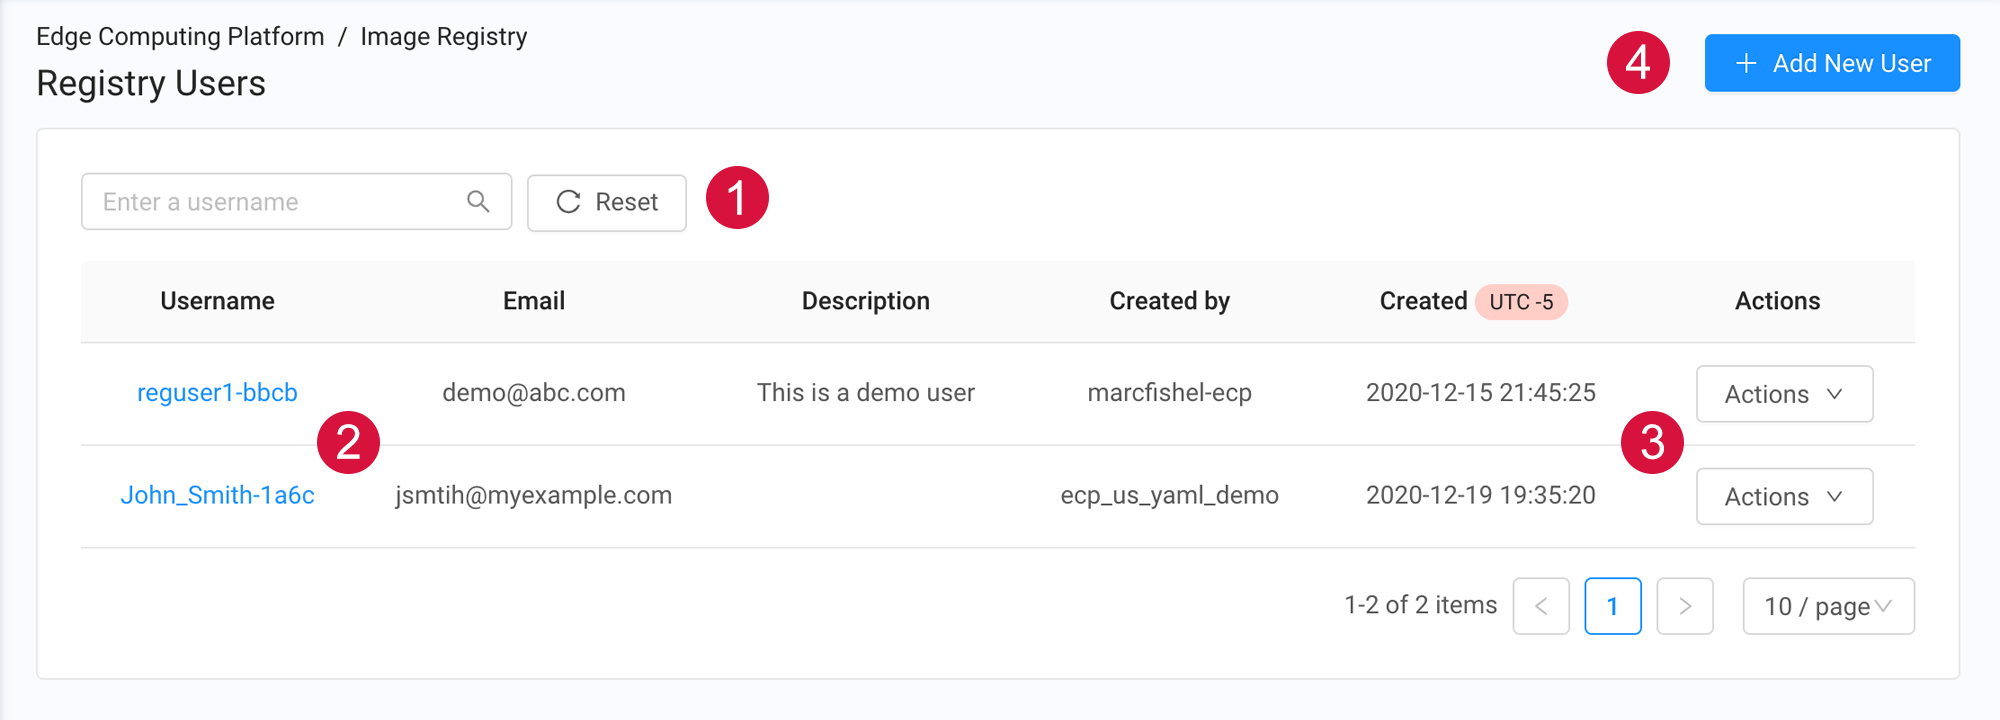 Edge Computing Platform / Image Registry
Registry Users
4
+ Add New User
Enter a username
Reset
1
Username Email Description Created by Created UTC -5 Actions
reguser1-bbcb demo@abc.com This is a demo user marcfishel-ecp 2020-12-15 21:45:25 Actions
2
3
John_Smith-1a6c jsmtih@myexample.com ecp_us_yaml_demo 2020-12-19 19:35:20 Actions
1-2 of 2 items < 1 > 10 / page